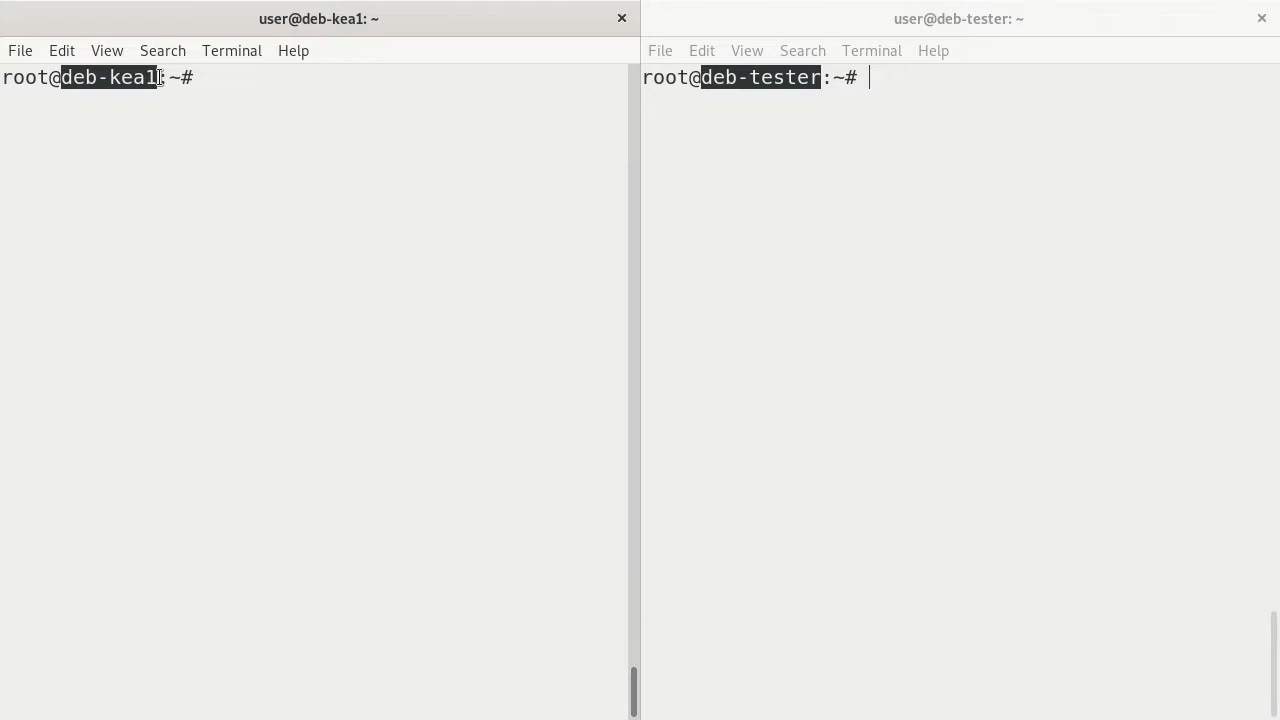 user@deb-kea1: ~ ×
File Edit View Search Terminal Help
root@deb-kea1:~#
user@deb-tester: ~ ×
File Edit View Search Terminal Help
root@deb-tester:~#